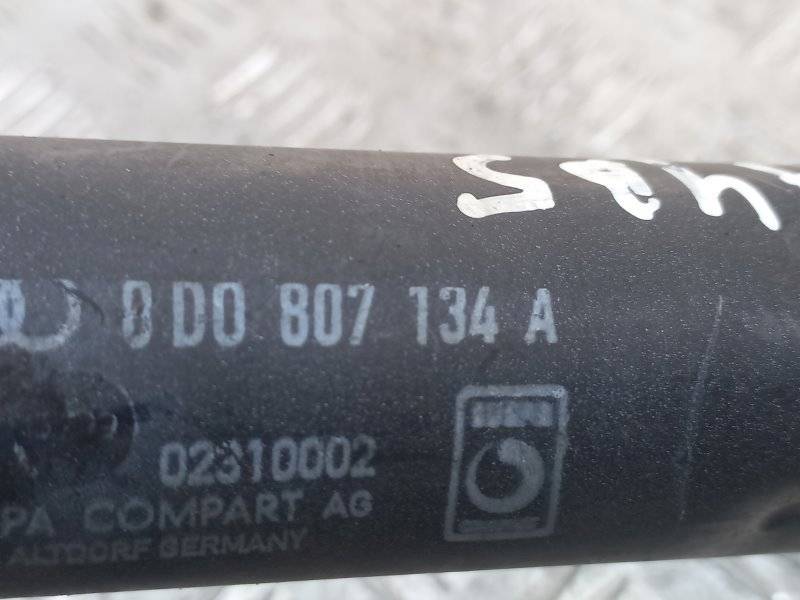 8D0 807 134 A
02310002
PA COMPART AG
ALTDORF GERMANY